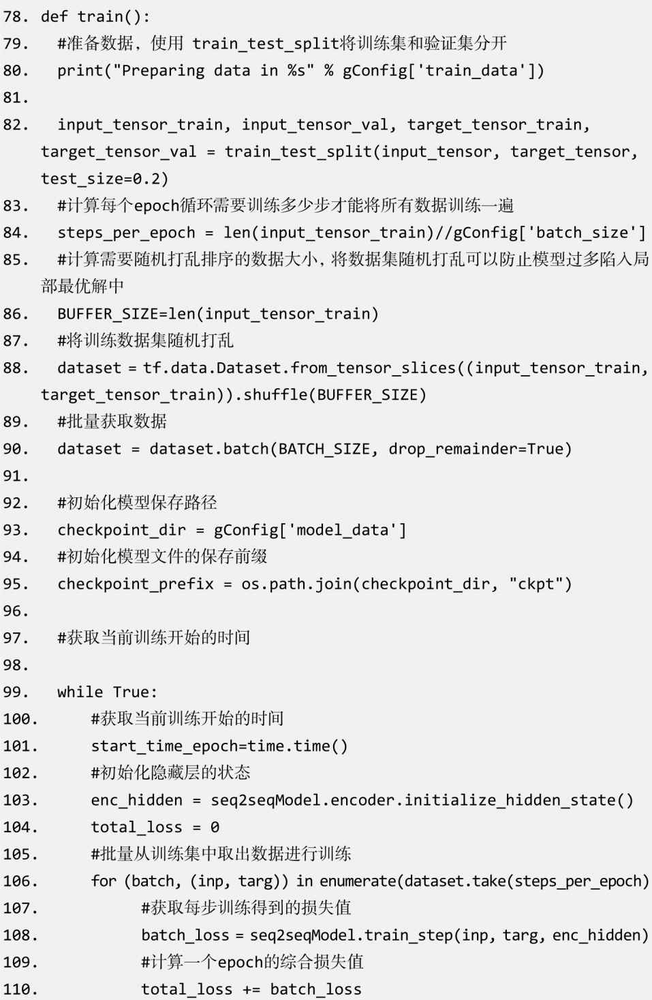 78. def train():
79. #准备数据，使用 train_test_split将训练集和验证集分开
80. print("Preparing data in %s" % gConfig['train_data'])
81.
82. input_tensor_train, input_tensor_val, target_tensor_train,
target_tensor_val = train_test_split(input_tensor, target_tensor,
test_size=0.2)
83. #计算每个epoch循环需要训练多少步才能将所有数据训练一遍
84. steps_per_epoch = len(input_tensor_train)//gConfig['batch_size']
85. #计算需要随机打乱排序的数据大小，将数据集随机打乱可以防止模型过多陷入局
部最优解中
86. BUFFER_SIZE=len(input_tensor_train)
87. #将训练数据集随机打乱
88. dataset = tf.data.Dataset.from_tensor_slices((input_tensor_train,
target_tensor_train)).shuffle(BUFFER_SIZE)
89. #批量获取数据
90. dataset = dataset.batch(BATCH_SIZE, drop_remainder=True)
91.
92. #初始化模型保存路径
93. checkpoint_dir = gConfig['model_data']
94. #初始化模型文件的保存前缀
95. checkpoint_prefix = os.path.join(checkpoint_dir, "ckpt")
96.
97. #获取当前训练开始的时间
98.
99. while True:
100. #获取当前训练开始的时间
101. start_time_epoch=time.time()
102. #初始化隐藏层的状态
103. enc_hidden = seq2seqModel.encoder.initialize_hidden_state()
104. total_loss = 0
105. #批量从训练集中取出数据进行训练
106. for (batch, (inp, targ)) in enumerate(dataset.take(steps_per_epoch)
107. #获取每步训练得到的损失值
108. batch_loss = seq2seqModel.train_step(inp, targ, enc_hidden)
109. #计算一个epoch的综合损失值
110. total_loss += batch_loss